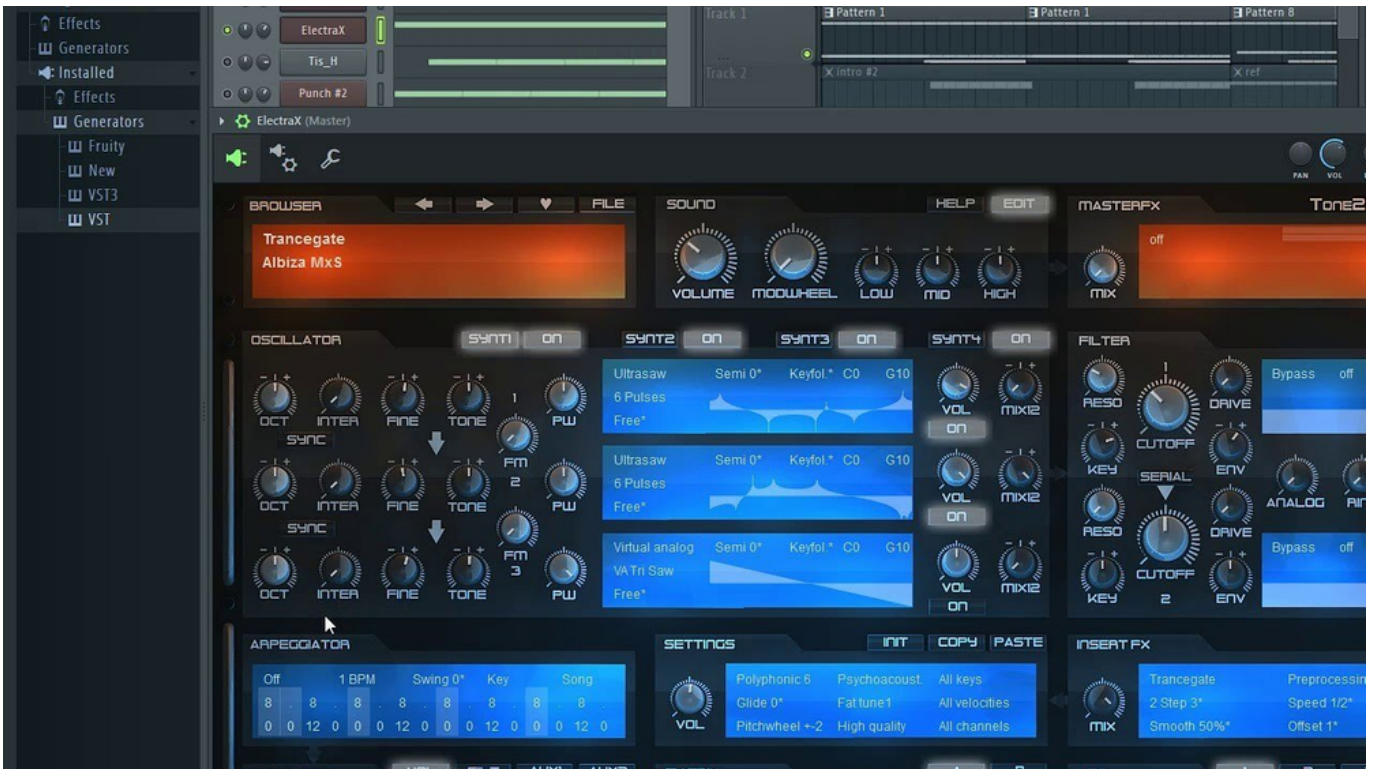 Effects
Generators
Installed
Effects
Generators
Fruity
New
VST3
VST
ElectraX
Tis_H
Punch #2
Track 1
Pattern 1
Pattern 1
Pattern 8
Track 2
intro #2
ref
ElectraX (Master)
PAN VOL
BROWSER FILE
Trancegate
Albiza MxS
SOUND HELP EDIT
VOLUME MODWHEEL LOW MID HIGH
MASTERFX Tone2
off
MIX
OSCILLATOR SYNT1 ON SYNT2 ON SYNT3 ON SYNT4 ON
OCT INTER FINE TONE 1 FM PW
SYNC
Ultrasaw Semi 0* Keyfol.* C0 G10
6 Pulses
Free*
VOL MIX12
ON
OCT INTER FINE TONE 2 FM PW
SYNC
Ultrasaw Semi 0* Keyfol.* C0 G10
6 Pulses
Free*
VOL MIX12
ON
OCT INTER FINE TONE 3 PW
Virtual analog Semi 0* Keyfol.* C0 G10
VA Tri Saw
Free*
VOL MIX12
ON
FILTER
RESO 1 DRIVE
CUTOFF
KEY ENV
Bypass off
SERIAL
ANALOG
RESO DRIVE
CUTOFF
KEY 2 ENV
Bypass off
ARPEGGIATOR
Off 1 BPM Swing 0* Key Song
8 . 8 . 8 . 8 . 8 . 8 . 8 . 8 .
0 0 12 0 0 0 12 0 0 0 12 0 0 0 12 0
SETTINGS INIT COPY PASTE
VOL
Polyphonic 6 Psychoacoust. All keys
Glide 0* Fat tune1 All velocities
Pitchwheel +-2 High quality All channels
INSERT FX
MIX
Trancegate Preprocessin
2 Step 3* Speed 1/2*
Smooth 50%* Offset 1*